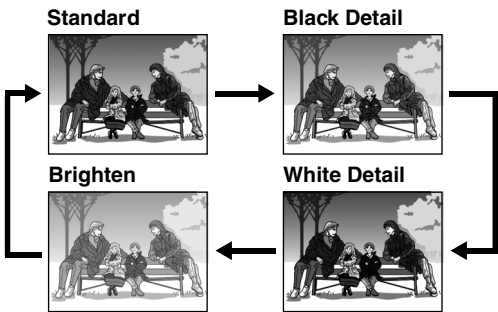 Standard
Black Detail
Brighten
White Detail